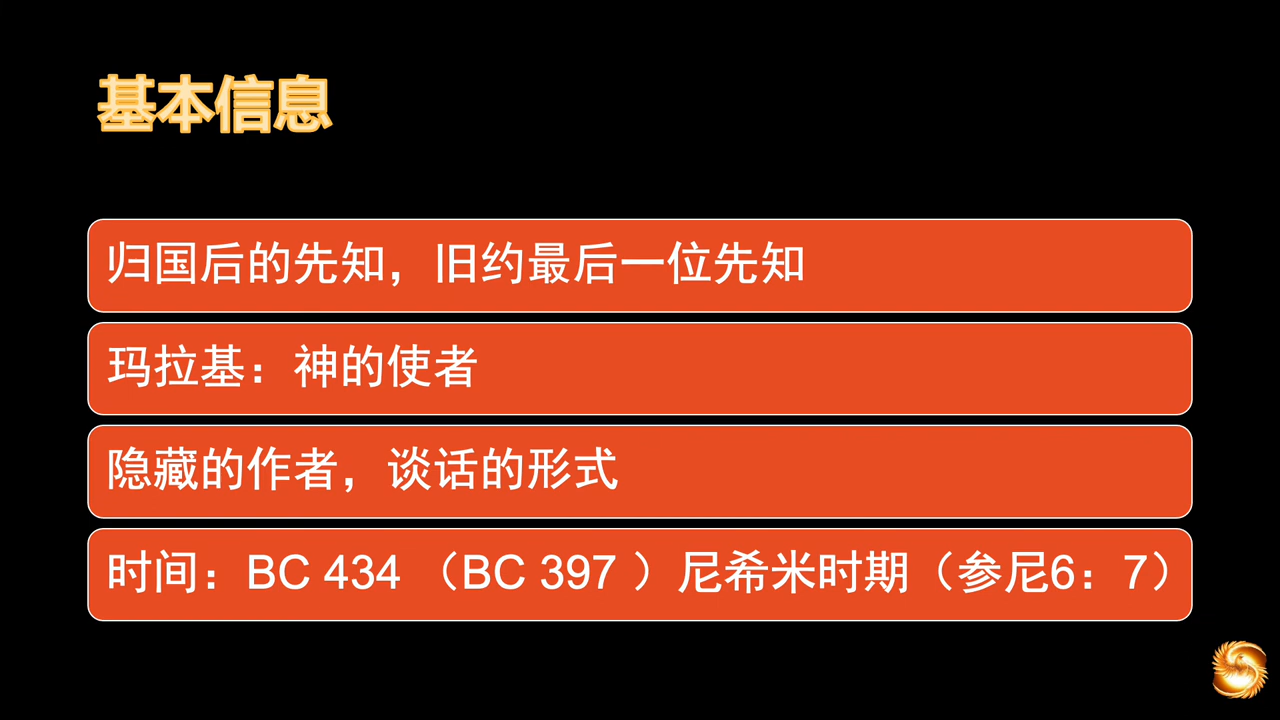 基本信息
归国后的先知，旧约最后一位先知
玛拉基：神的使者
隐藏的作者，谈话的形式
时间：BC 434 （BC 397 ）尼希米时期（参尼6：7）